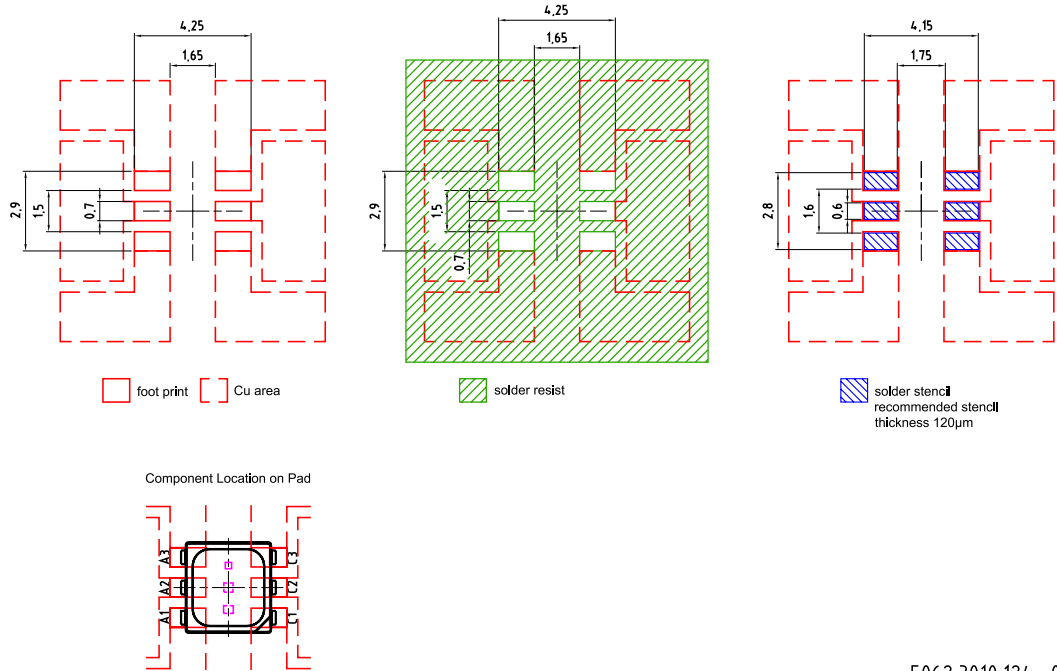 4.25
1,65
2.9
1.5
0.7
foot print
Cu area
4.25
1,65
2.9
1.5
0.7
solder resist
4.15
1.75
2.8
1.6
0.6
solder stencil
recommended stencil
thickness 120µm
Component Location on Pad
A3
A2
A1
C3
C2
C1